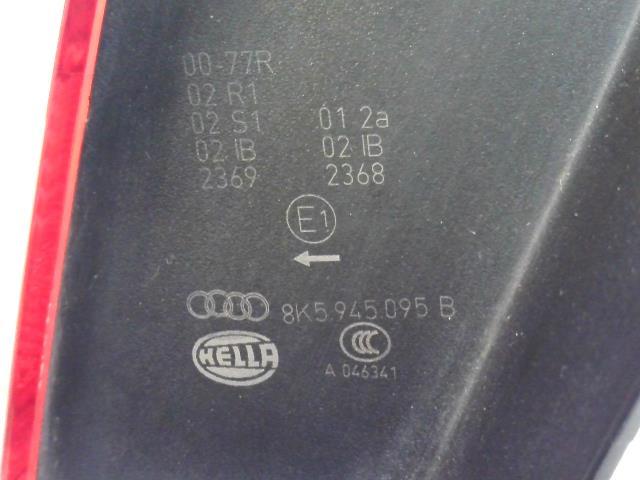 00-77R
02 R1
02 S1 01 2a
02 IB 02 IB
2369 2368
E1
8K5.945.095 B
HELLA
CCC
A 046341